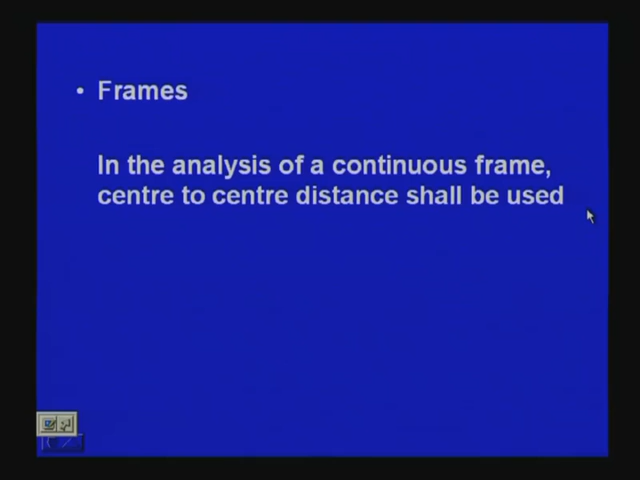 • Frames
In the analysis of a continuous frame,
centre to centre distance shall be used